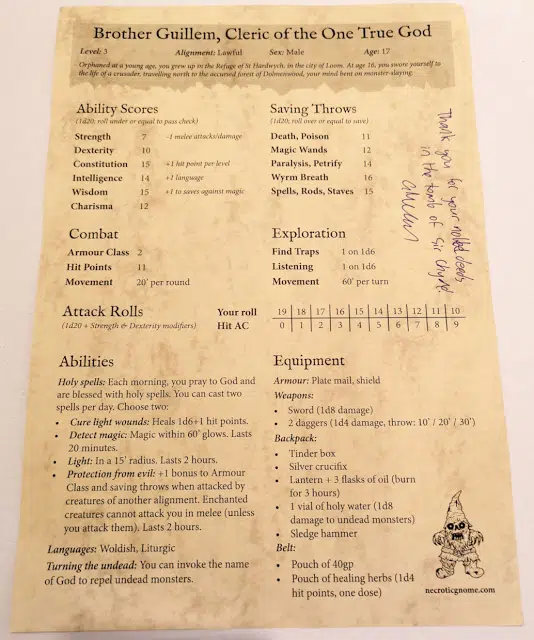 Brother Guillem, Cleric of the One True God
Level: 3 Alignment: Lawful Sex: Male Age: 17
Orphaned at a young age, you grew up in the Refuge of St Hardwych, in the city of Loom. At age 16, you swore yourself to
the life of a crusader, travelling north to the accursed forest of Dolmenwood, your mind bent on monster-slaying.
Ability Scores
(1d20; roll under or equal to pass check)
Strength 7 -1 melee attacks/damage
Dexterity 10
Constitution 15 +1 hit point per level
Intelligence 14 +1 language
Wisdom 15 +1 to saves against magic
Charisma 12
Saving Throws
(1d20; roll over or equal to save)
Death, Poison 11
Magic Wands 12
Paralysis, Petrify 14
Wyrm Breath 16
Spells, Rods, Staves 15
Thank you for your noble deeds
in the tomb of Sir Chyde
Combat
Armour Class 2
Hit Points 11
Movement 20' per round
Exploration
Find Traps 1 on 1d6
Listening 1 on 1d6
Movement 60' per turn
Attack Rolls
(1d20 + Strength & Dexterity modifiers)
Your roll 19 18 17 16 15 14 13 12 11 10
Hit AC 0 1 2 3 4 5 6 7 8 9
Abilities
Holy spells: Each morning, you pray to God and
are blessed with holy spells. You can cast two
spells per day. Choose two:
• Cure light wounds: Heals 1d6+1 hit points.
• Detect magic: Magic within 60' glows. Lasts
20 minutes.
• Light: In a 15' radius. Lasts 2 hours.
• Protection from evil: +1 bonus to Armour
Class and saving throws when attacked by
creatures of another alignment. Enchanted
creatures cannot attack you in melee (unless
you attack them). Lasts 2 hours.
Languages: Woldish, Liturgic
Turning the undead: You can invoke the name
of God to repel undead monsters.
Equipment
Armour: Plate mail, shield
Weapons:
• Sword (1d8 damage)
• 2 daggers (1d4 damage, throw: 10' / 20' / 30')
Backpack:
• Tinder box
• Silver crucifix
• Lantern + 3 flasks of oil (burn
for 3 hours)
• 1 vial of holy water (1d8
damage to undead monsters)
• Sledge hammer
Belt:
• Pouch of 40gp
• Pouch of healing herbs (1d4
hit points, one dose)
necroticgnome.com